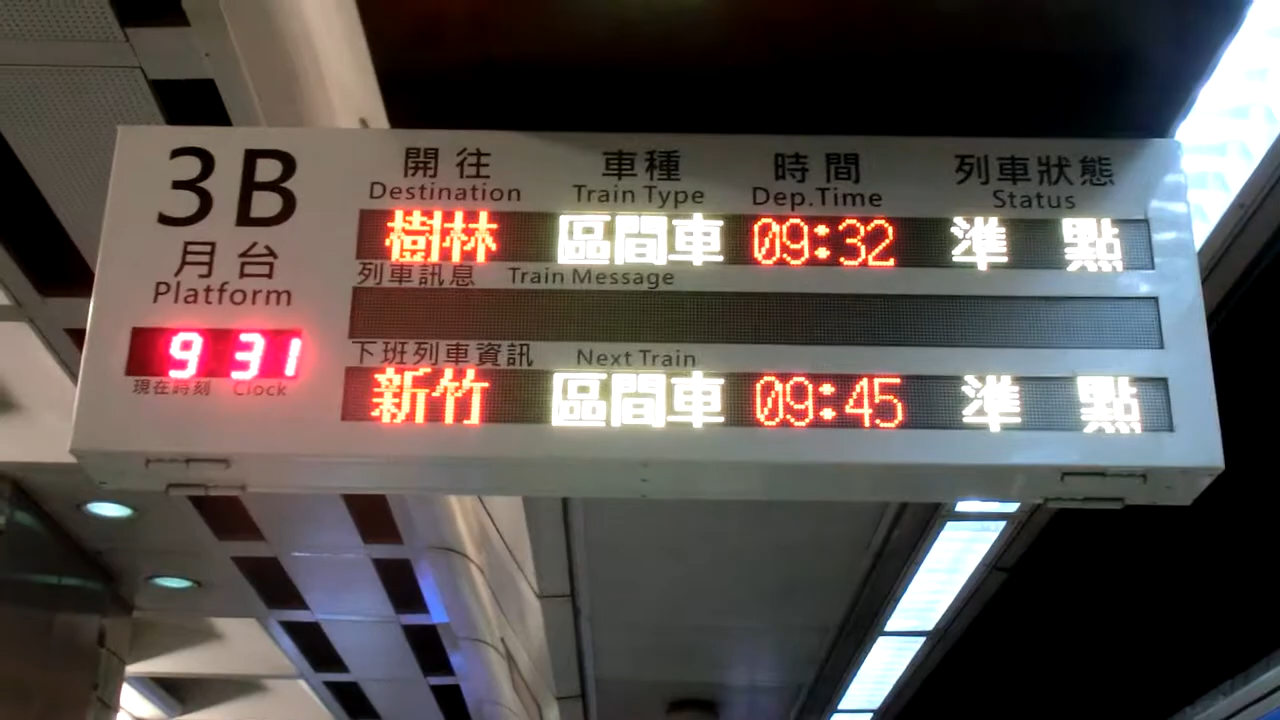 3B
月台
Platform
9 31
現在時刻 Clock
開往 車種 時間 列車狀態
Destination Train Type Dep.Time Status
樹林 區間車 09:32 準 點
列車訊息 Train Message
下班列車資訊 Next Train
新竹 區間車 09:45 準 點